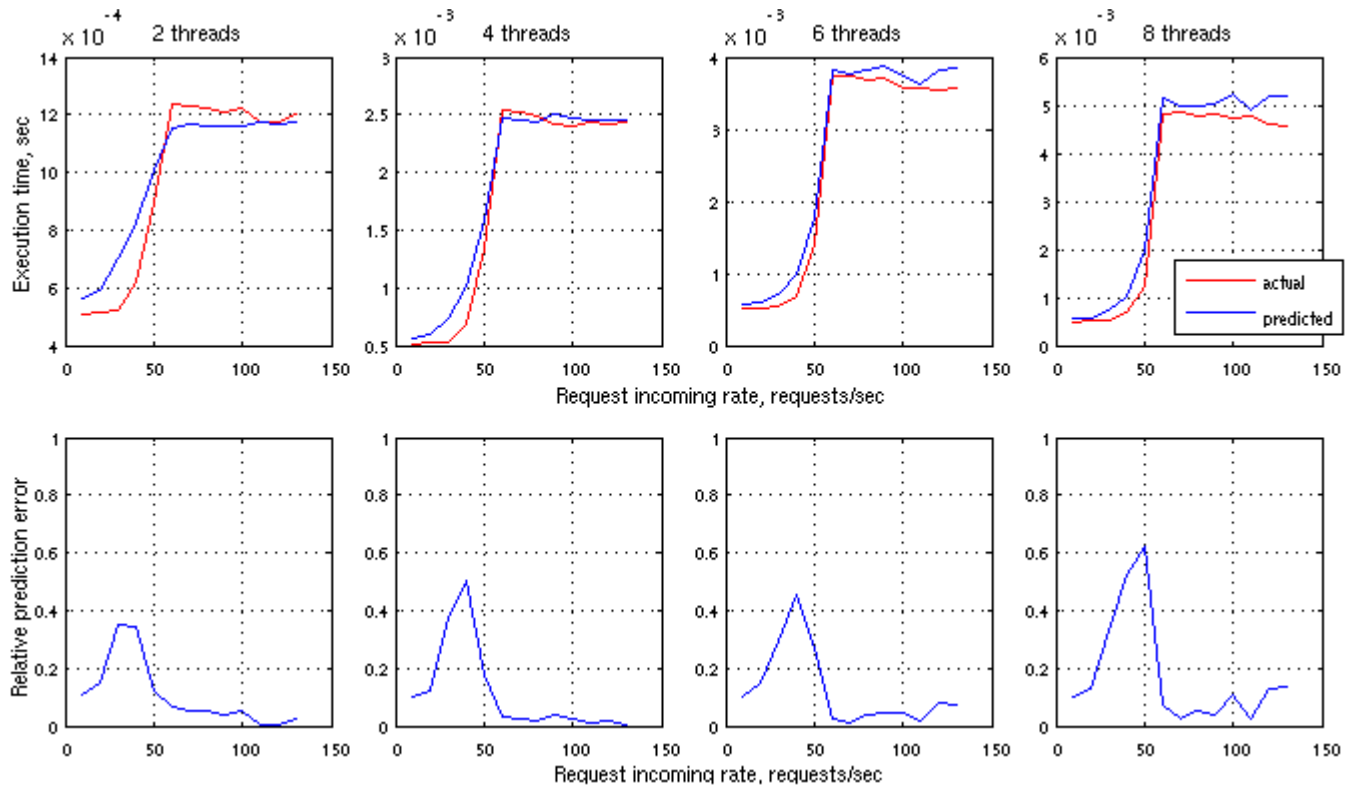 × 10 -4 2 threads
× 10 -3 4 threads
× 10 -3 6 threads
× 10 -3 8 threads
Execution time, sec
14
12
10
8
6
4
0 50 100 150
3
2.5
2
1.5
1
0.5
0 50 100 150
4
3
2
1
0
0 50 100 150
6
5
4
3
2
1
0
0 50 100 150
actual
predicted
Request incoming rate, requests/sec
Relative prediction error
1
0.8
0.6
0.4
0.2
0
0 50 100 150
1
0.8
0.6
0.4
0.2
0
0 50 100 150
1
0.8
0.6
0.4
0.2
0
0 50 100 150
1
0.8
0.6
0.4
0.2
0
0 50 100 150
Request incoming rate, requests/sec